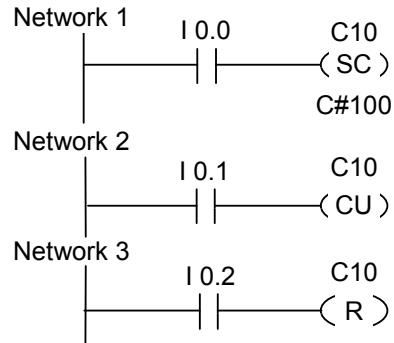 Network 1
I 0.0 C10
SC
C#100
Network 2
I 0.1 C10
CU
Network 3
I 0.2 C10
R